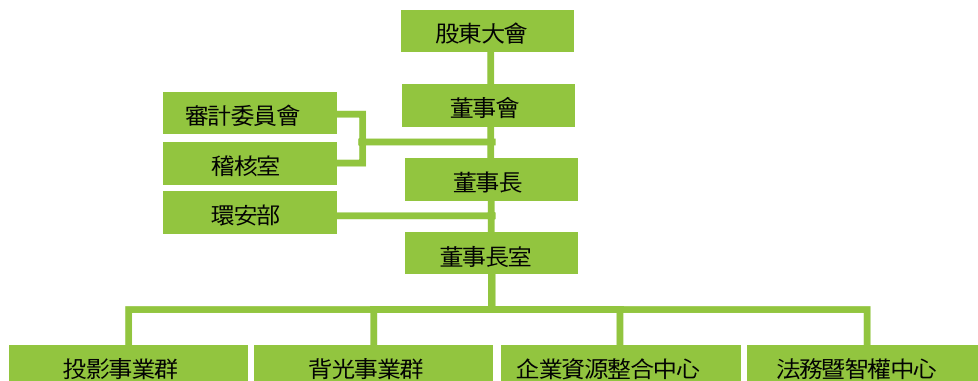 股東大會
董事會
審計委員會
稽核室
董事長
環安部
董事長室
投影事業群
背光事業群
企業資源整合中心
法務暨智權中心